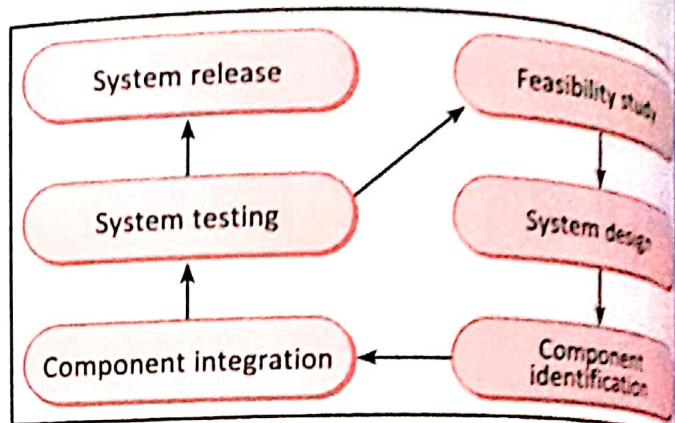 System release
Feasibility study
System testing
System design
Component integration
Component
identification